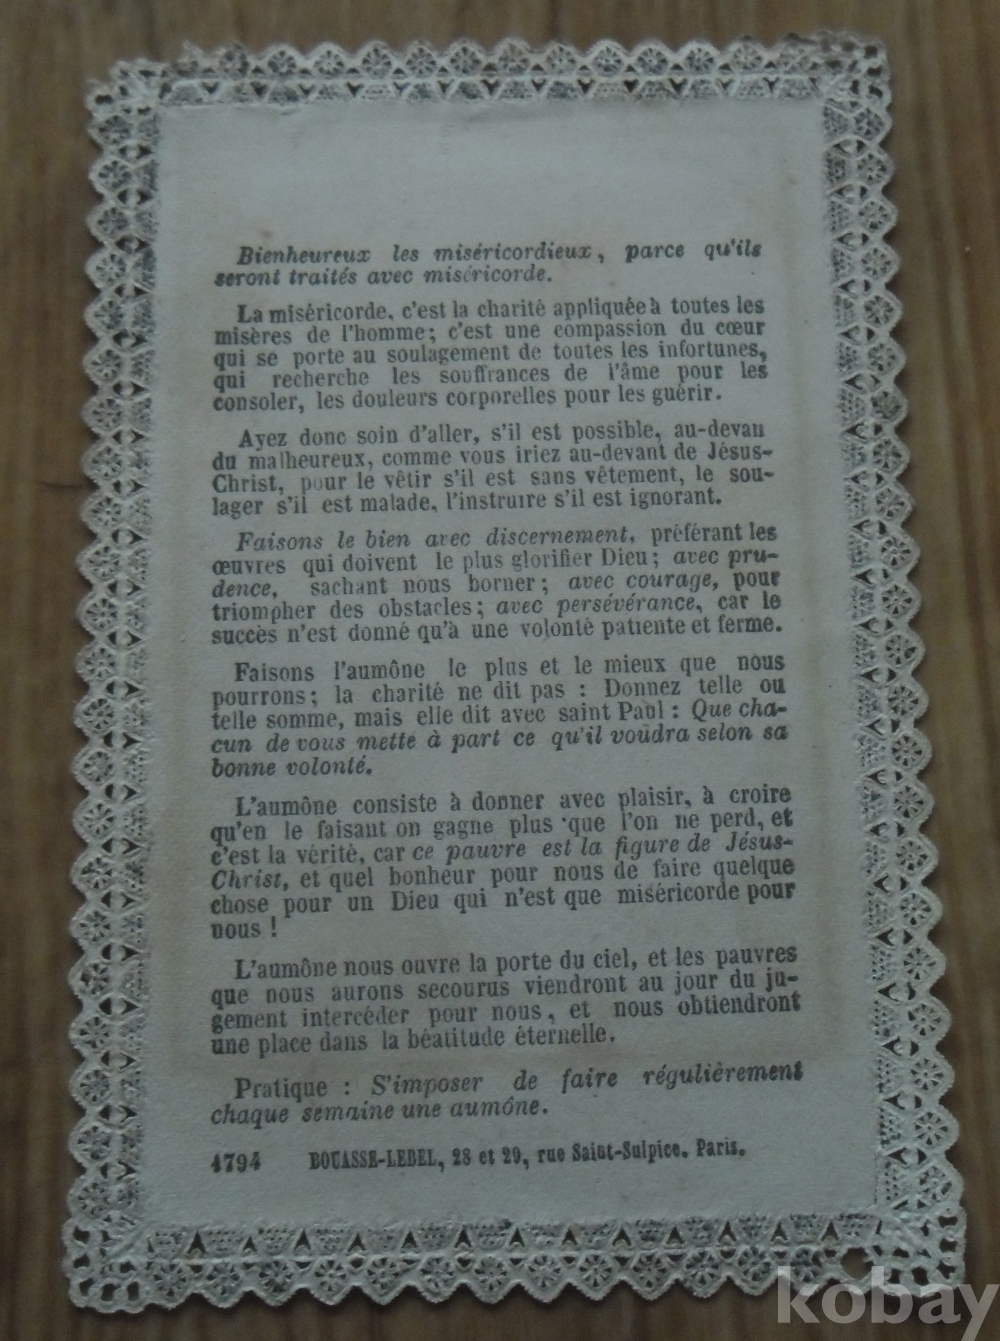 Bienheureux les miséricordieux, parce qu'ils
seront traités avec miséricorde.
La miséricorde, c'est la charité appliquée à toutes les
misères de l'homme; c'est une compassion du cœur
qui se porte au soulagement de toutes les infortunes,
qui recherche les souffrances de l'âme pour les
consoler, les douleurs corporelles pour les guérir.
Ayez donc soin d'aller, s'il est possible, au-devan
du malheureux, comme vous iriez au-devant de Jésus-
Christ, pour le vêtir s'il est sans vêtement, le sou-
lager s'il est malade, l'instruire s'il est ignorant.
Faisons le bien avec discernement, préférant les
œuvres qui doivent le plus glorifier Dieu; avec pru-
dence, sachant nous borner; avec courage, pour
triompher des obstacles; avec persévérance, car le
succès n'est donné qu'à une volonté patiente et ferme.
Faisons l'aumône le plus et le mieux que nous
pourrons; la charité ne dit pas : Donnez telle ou
telle somme, mais elle dit avec saint Paul : Que cha-
cun de vous mette à part ce qu'il voudra selon sa
bonne volonté.
L'aumône consiste à donner avec plaisir, à croire
qu'en le faisant on gagne plus que l'on ne perd, et
c'est la vérité, car ce pauvre est la figure de Jésus-
Christ, et quel bonheur pour nous de faire quelque
chose pour un Dieu qui n'est que miséricorde pour
nous !
L'aumône nous ouvre la porte du ciel, et les pauvres
que nous aurons secourus viendront au jour du ju-
gement intercéder pour nous, et nous obtiendront
une place dans la béatitude éternelle.
Pratique : S'imposer de faire régulièrement
chaque semaine une aumône.
4794 BOUASSE-LEBEL, 28 et 29, rue Saint-Sulpice. Paris.
kobay